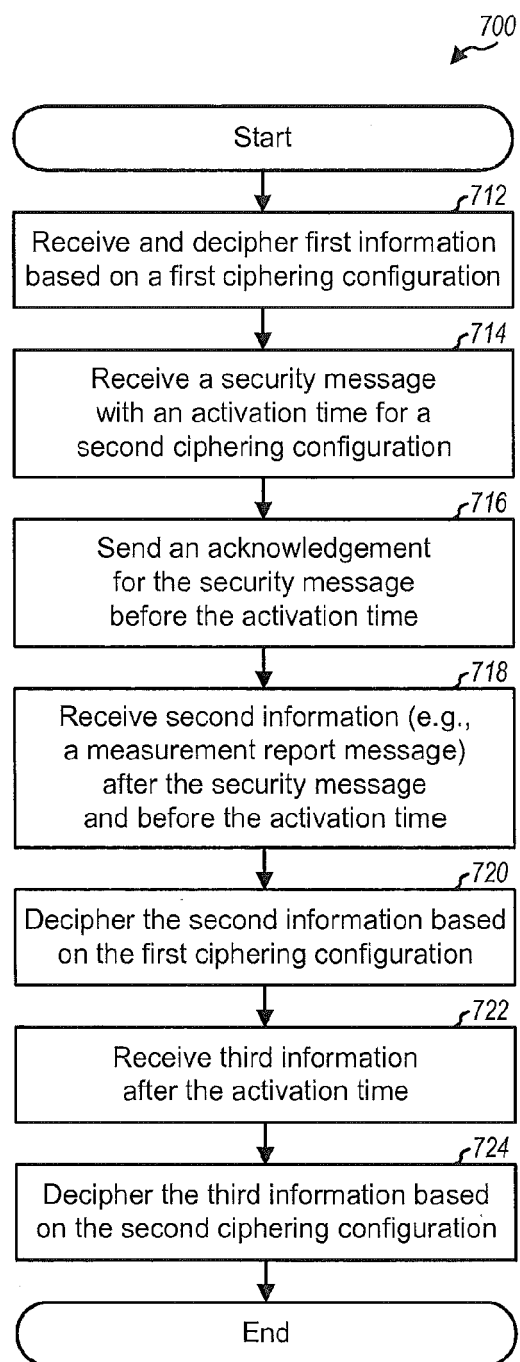 700
Start
712
Receive and decipher first information
based on a first ciphering configuration
714
Receive a security message
with an activation time for a
second ciphering configuration
716
Send an acknowledgement
for the security message
before the activation time
718
Receive second information (e.g.,
a measurement report message)
after the security message
and before the activation time
720
Decipher the second information based
on the first ciphering configuration
722
Receive third information
after the activation time
724
Decipher the third information based
on the second ciphering configuration
End